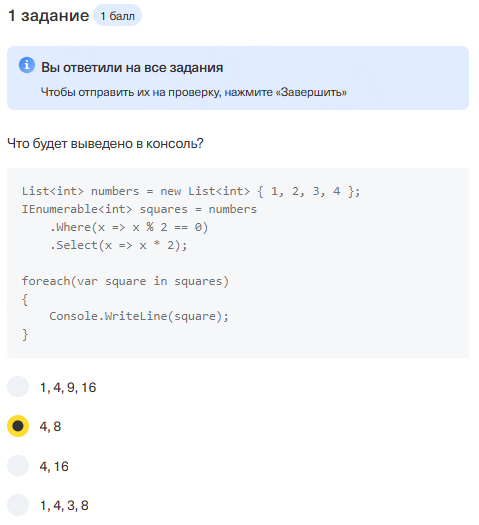 1 задание 1 балл
Вы ответили на все задания
Чтобы отправить их на проверку, нажмите «Завершить»
Что будет выведено в консоль?
List<int> numbers = new List<int> { 1, 2, 3, 4 };
IEnumerable<int> squares = numbers
    .Where(x => x % 2 == 0)
    .Select(x => x * 2);

foreach(var square in squares)
{
    Console.WriteLine(square);
}
1, 4, 9, 16
4, 8
4, 16
1, 4, 3, 8